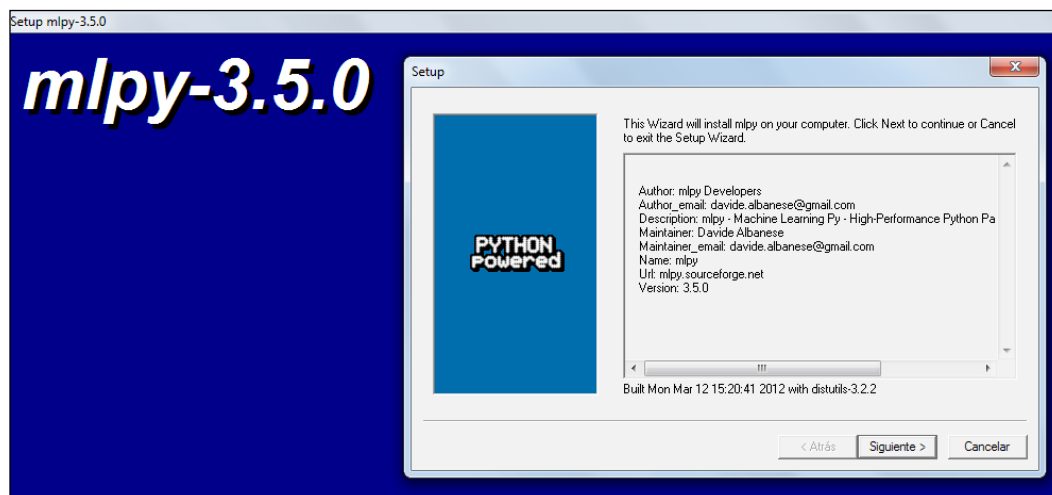 Setup mlpy-3.5.0
mlpy-3.5.0
Setup
This Wizard will install mlpy on your computer. Click Next to continue or Cancel
to exit the Setup Wizard.
PYTHON
powered
Author: mlpy Developers
Author_email: davide.albanese@gmail.com
Description: mlpy - Machine Learning Py - High-Performance Python Pa
Maintainer: Davide Albanese
Maintainer_email: davide.albanese@gmail.com
Name: mlpy
Url: mlpy.sourceforge.net
Version: 3.5.0
Built Mon Mar 12 15:20:41 2012 with distutils-3.2.2
< Atrás
Siguiente >
Cancelar